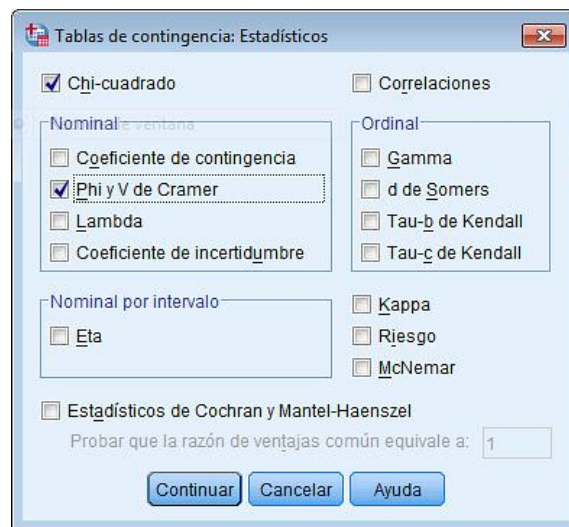 Tablas de contingencia: Estadísticos
Chi-cuadrado
Correlaciones
Nominal
Coeficiente de contingencia
Phi y V de Cramer
Lambda
Coeficiente de incertidumbre
Ordinal
Gamma
d de Somers
Tau-b de Kendall
Tau-c de Kendall
Nominal por intervalo
Eta
Kappa
Riesgo
McNemar
Estadísticos de Cochran y Mantel-Haenszel
Probar que la razón de ventajas común equivale a: 1
Continuar Cancelar Ayuda